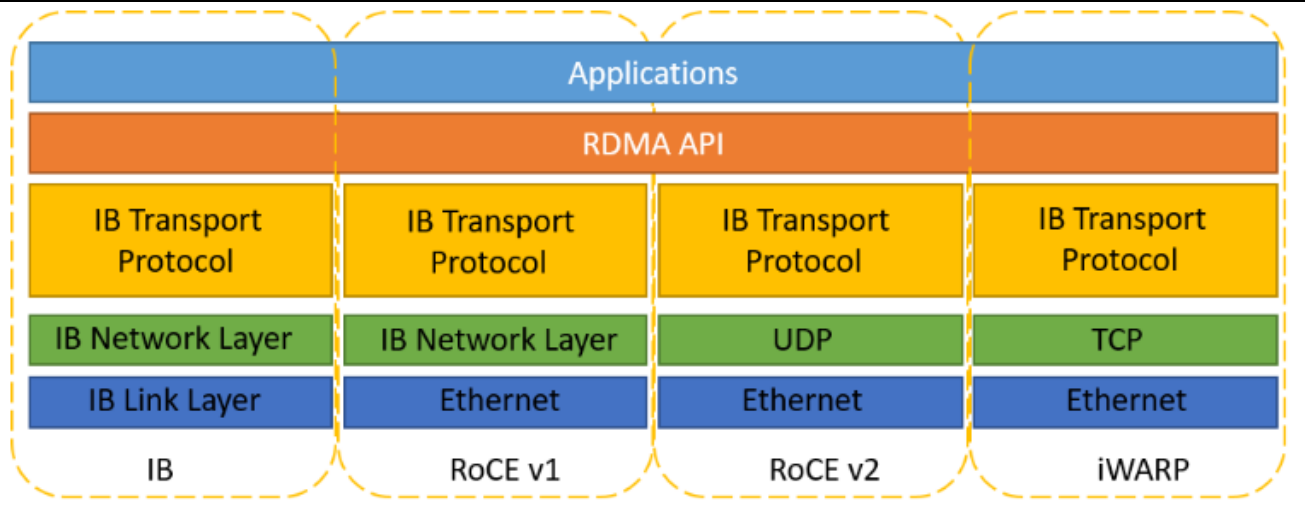 Applications
RDMA API
IB Transport
Protocol
IB Transport
Protocol
IB Transport
Protocol
IB Transport
Protocol
IB Network Layer
IB Network Layer
UDP
TCP
IB Link Layer
Ethernet
Ethernet
Ethernet
IB
RoCE v1
RoCE v2
iWARP